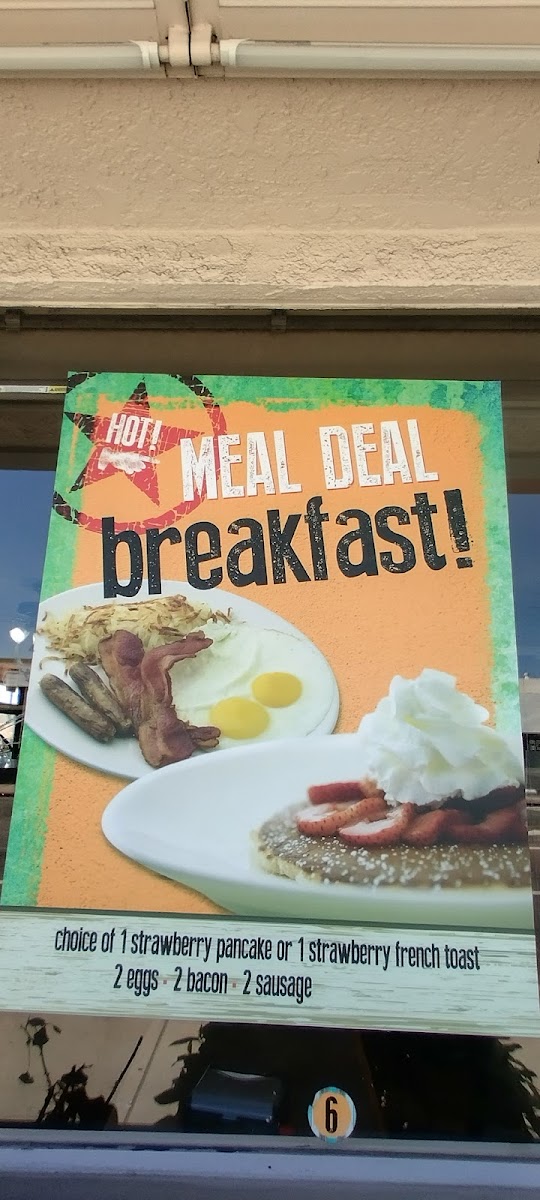 HOT!
MEAL DEAL
breakfast!
choice of 1 strawberry pancake or 1 strawberry french toast
2 eggs · 2 bacon · 2 sausage
6